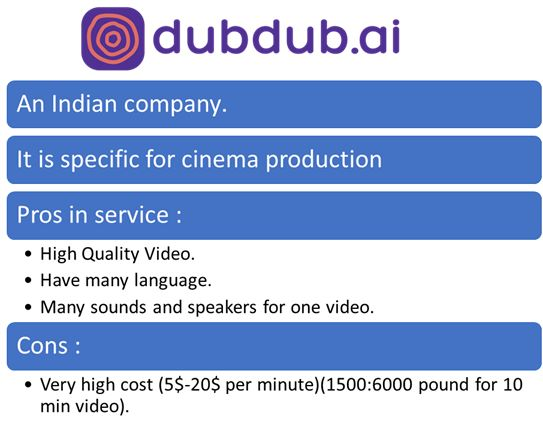 dubdub.ai
An Indian company.
It is specific for cinema production
Pros in service :
• High Quality Video.
• Have many language.
• Many sounds and speakers for one video.
Cons :
• Very high cost (5$-20$ per minute)(1500:6000 pound for 10
min video).